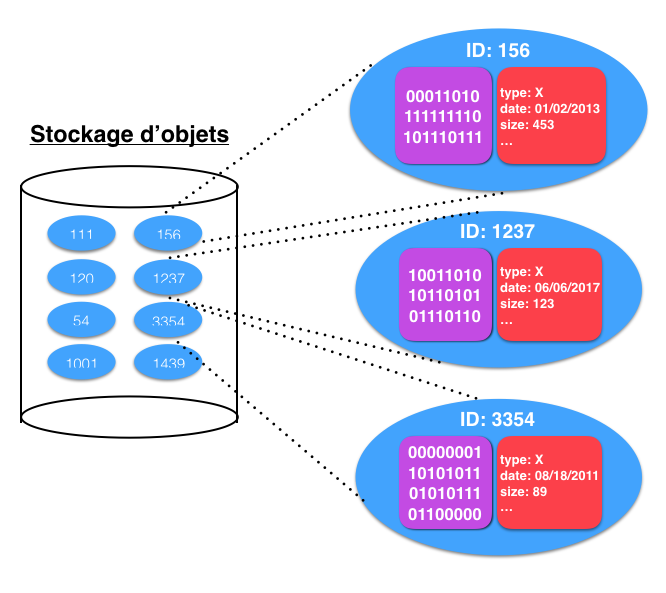 Stockage d’objets
111
156
120
1237
54
3354
1001
1439
ID: 156
00011010
111111110
101110111
type: X
date: 01/02/2013
size: 453
...
ID: 1237
10011010
10110101
01110110
type: X
date: 06/06/2017
size: 123
...
ID: 3354
00000001
10101011
01010111
01100000
type: X
date: 08/18/2011
size: 89
...